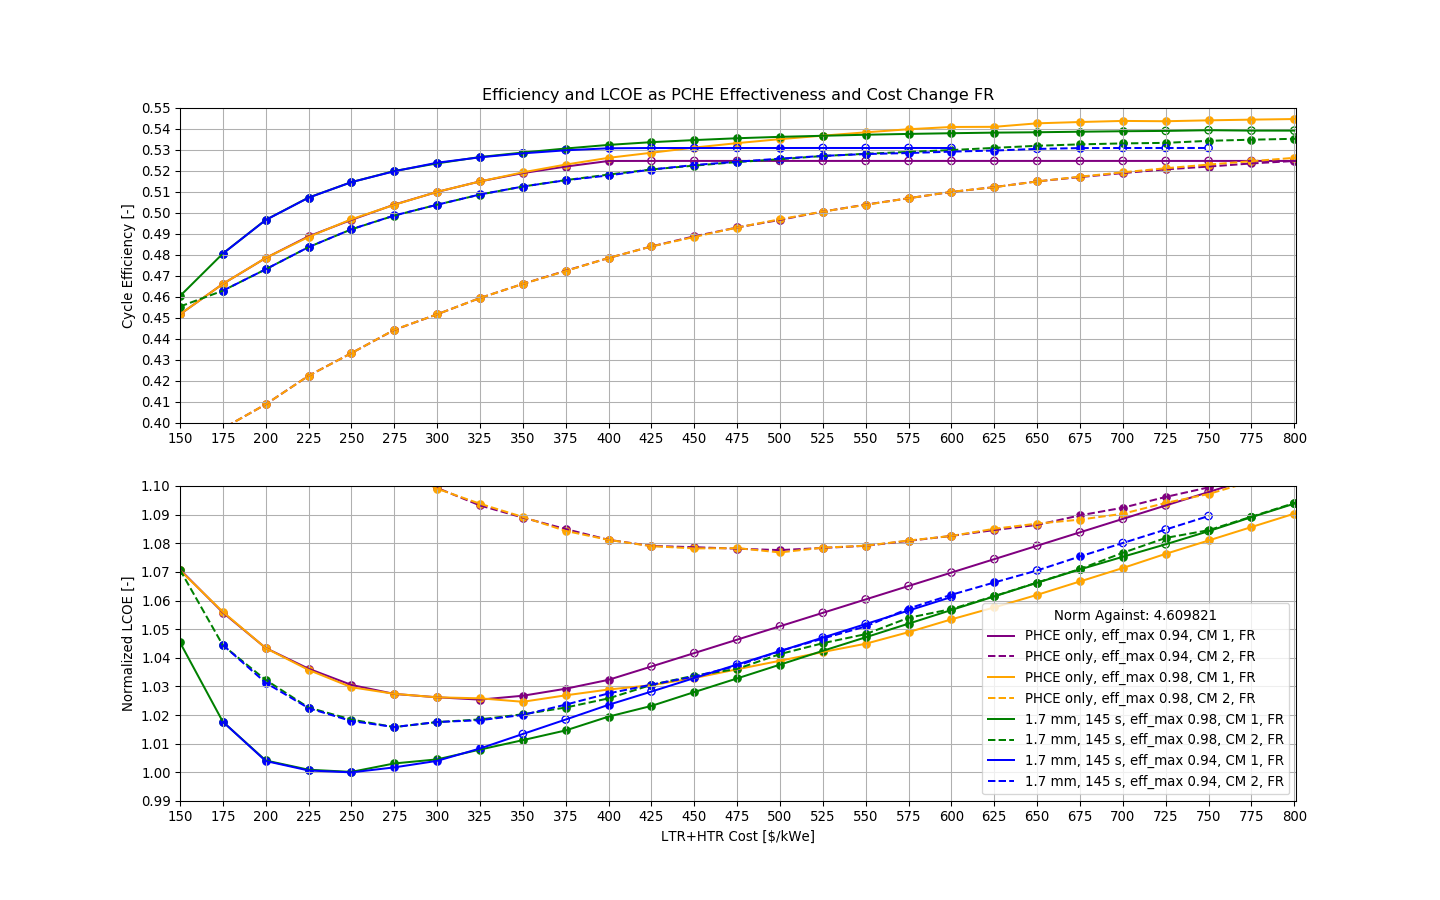 Efficiency and LCOE as PCHE Effectiveness and Cost Change FR
0.55
0.54
0.53
0.52
0.51
0.50
0.49
0.48
0.47
0.46
0.45
0.44
0.43
0.42
0.41
0.40
Cycle Efficiency [-]
150 175 200 225 250 275 300 325 350 375 400 425 450 475 500 525 550 575 600 625 650 675 700 725 750 775 800
1.10
1.09
1.08
1.07
1.06
1.05
1.04
1.03
1.02
1.01
1.00
0.99
Normalized LCOE [-]
Norm Against: 4.609821
PHCE only, eff_max 0.94, CM 1, FR
PHCE only, eff_max 0.94, CM 2, FR
PHCE only, eff_max 0.98, CM 1, FR
PHCE only, eff_max 0.98, CM 2, FR
1.7 mm, 145 s, eff_max 0.98, CM 1, FR
1.7 mm, 145 s, eff_max 0.98, CM 2, FR
1.7 mm, 145 s, eff_max 0.94, CM 1, FR
1.7 mm, 145 s, eff_max 0.94, CM 2, FR
150 175 200 225 250 275 300 325 350 375 400 425 450 475 500 525 550 575 600 625 650 675 700 725 750 775 800
LTR+HTR Cost [$/kWe]